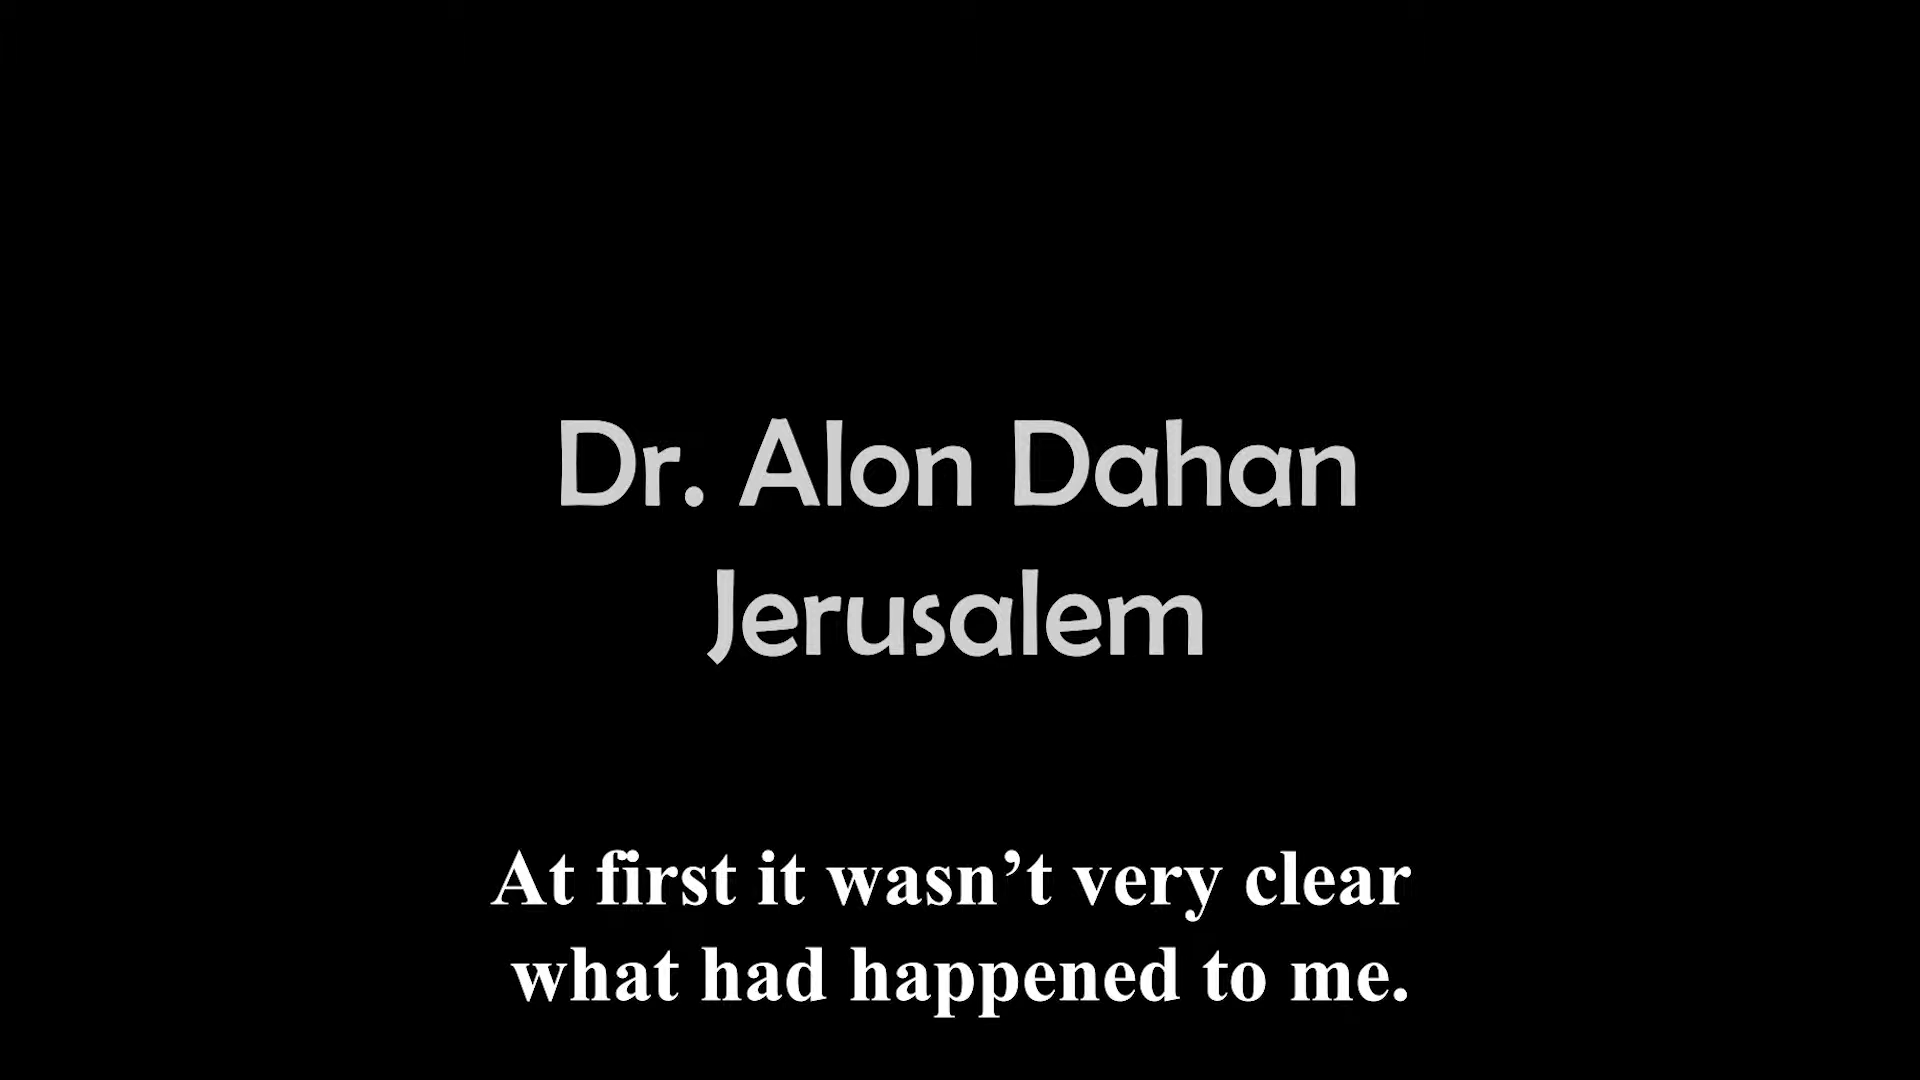 Dr. Alon Dahan
Jerusalem
At first it wasn’t very clear
what had happened to me.